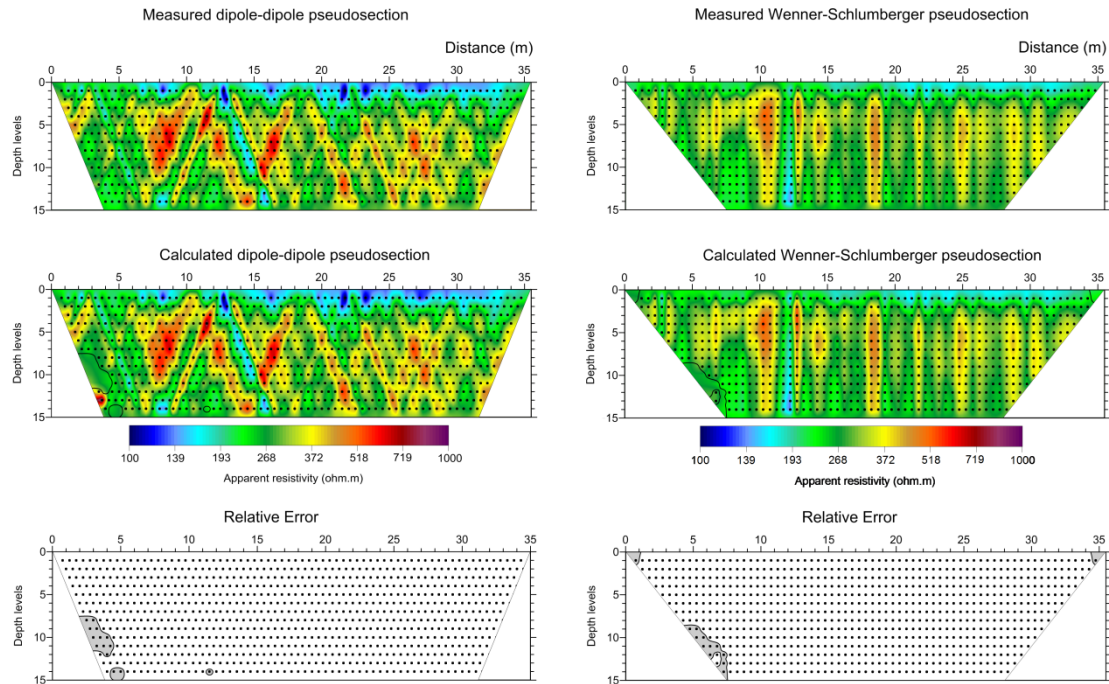 Measured dipole-dipole pseudosection
Distance (m)
0 5 10 15 20 25 30 35
Depth levels
0
5
10
15
Measured Wenner-Schlumberger pseudosection
Distance (m)
0 5 10 15 20 25 30 35
Depth levels
0
5
10
15
Calculated dipole-dipole pseudosection
0 5 10 15 20 25 30 35
Depth levels
0
5
10
15
100 139 193 268 372 518 719 1000
Apparent resistivity (ohm.m)
Calculated Wenner-Schlumberger pseudosection
0 5 10 15 20 25 30 35
Depth levels
0
5
10
15
100 139 193 268 372 518 719 1000
Apparent resistivity (ohm.m)
Relative Error
0 5 10 15 20 25 30 35
Depth levels
0
5
10
15
Relative Error
0 5 10 15 20 25 30 35
Depth levels
0
5
10
15